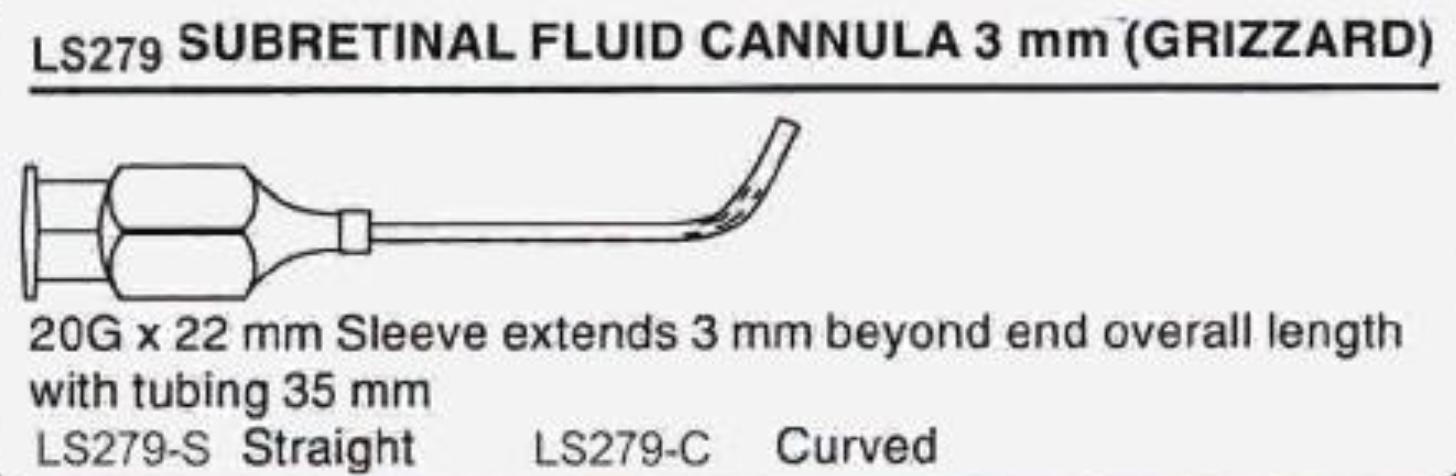 LS279 SUBRETINAL FLUID CANNULA 3 mm (GRIZZARD)
20G x 22 mm Sleeve extends 3 mm beyond end overall length
with tubing 35 mm
LS279-S Straight LS279-C Curved